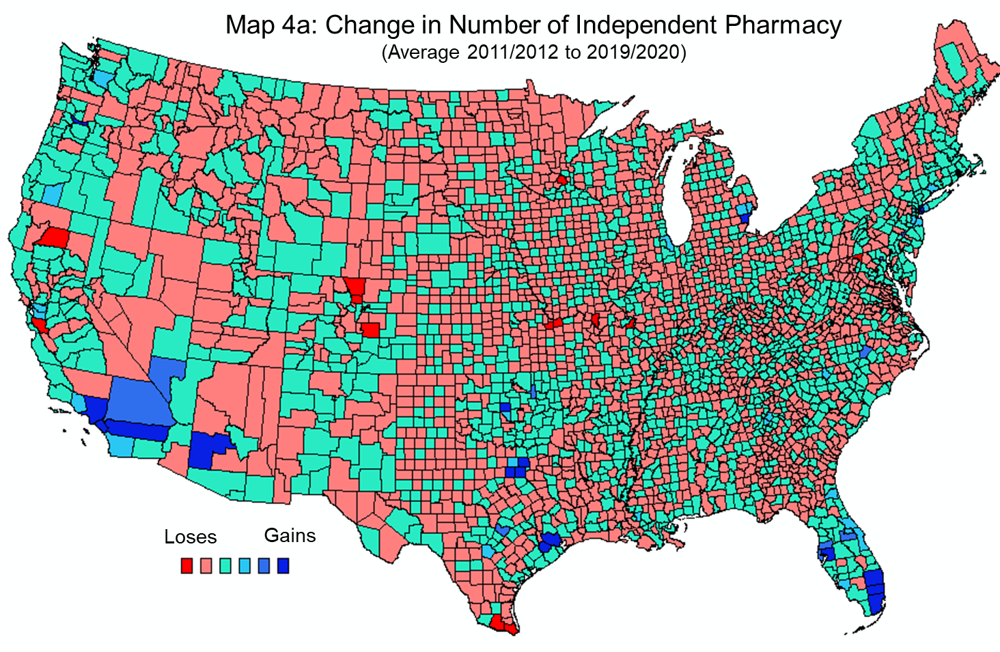 Map 4a: Change in Number of Independent Pharmacy
(Average 2011/2012 to 2019/2020)
Loses Gains